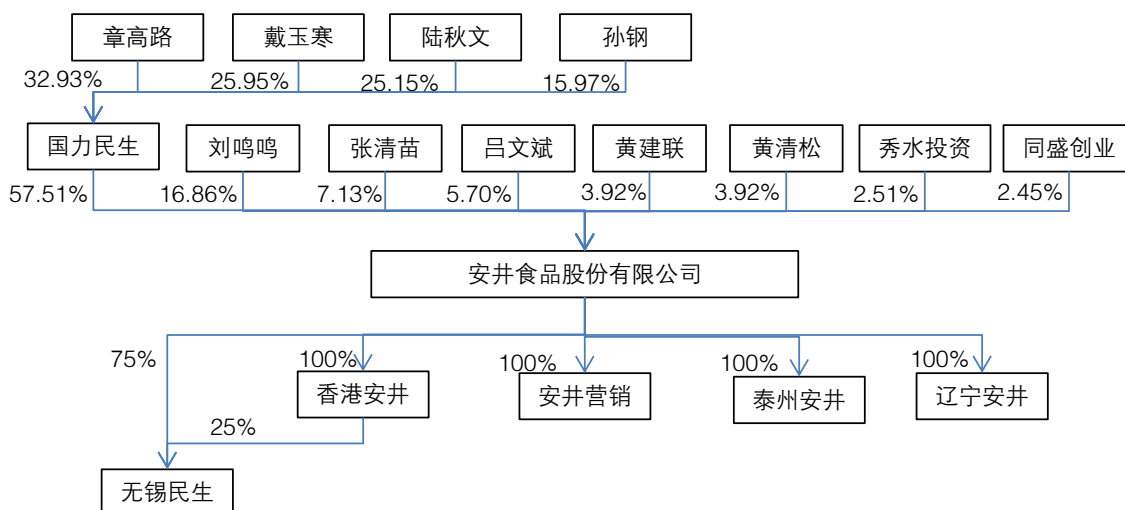 章高路
戴玉寒
陆秋文
孙钢
32.93%
25.95%
25.15%
15.97%
国力民生
刘鸣鸣
张清苗
吕文斌
黄建联
黄清松
秀水投资
同盛创业
57.51%
16.86%
7.13%
5.70%
3.92%
3.92%
2.51%
2.45%
安井食品股份有限公司
75%
100%
100%
100%
100%
香港安井
安井营销
泰州安井
辽宁安井
25%
无锡民生